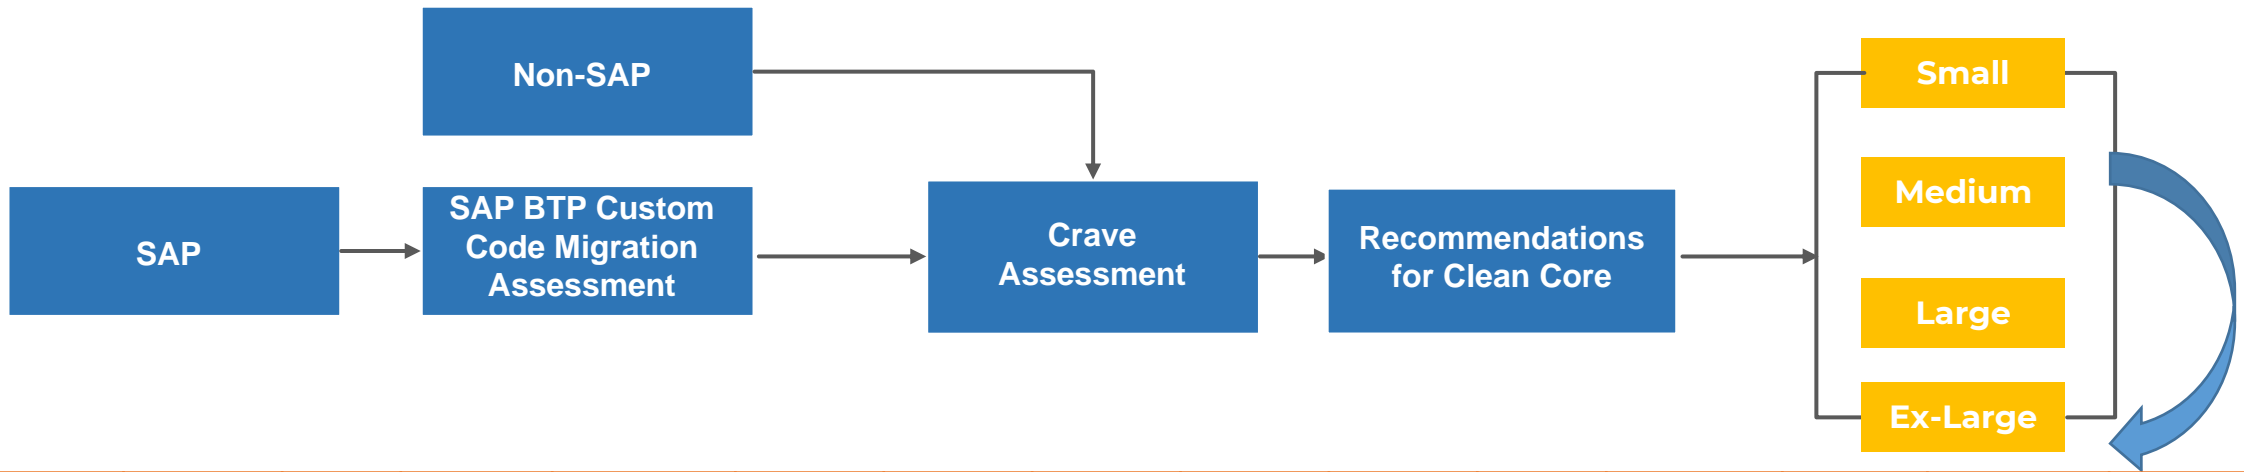 Non-SAP
SAP
SAP BTP Custom
Code Migration
Assessment
Crave
Assessment
Recommendations
for Clean Core
Small
Medium
Large
Ex-Large